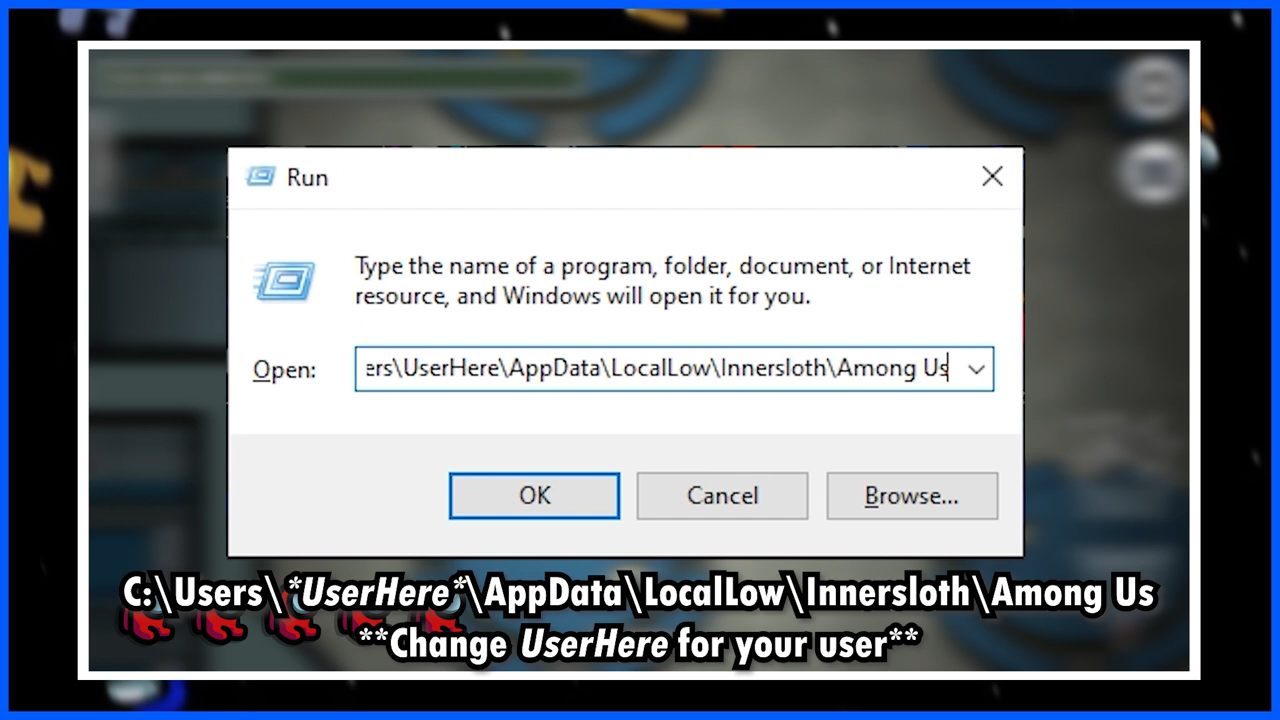 Run
Type the name of a program, folder, document, or Internet
resource, and Windows will open it for you.
Open: ers\UserHere\AppData\LocalLow\Innersloth\Among Us
OK Cancel Browse...
C:\Users\*UserHere*\AppData\LocalLow\Innersloth\Among Us
**Change UserHere for your user**